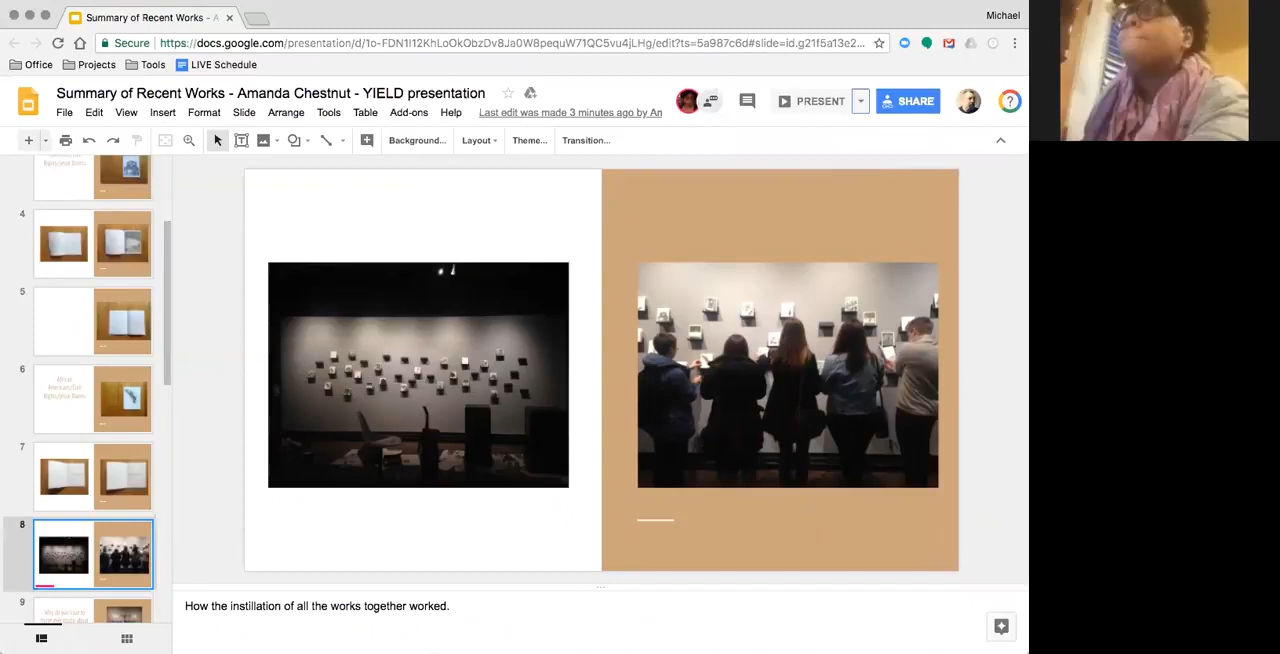 Summary of Recent Works - A
Michael
Secure
https://docs.google.com/presentation/d/1o-FDN1I12KhLoOkObzDv8Ja0W8pequW71QC5vu4jLHg/edit?ts=5a987c6d#slide=id.g21f5a13e2...
Office Projects Tools LIVE Schedule
Summary of Recent Works - Amanda Chestnut - YIELD presentation
PRESENT SHARE
File Edit View Insert Format Slide Arrange Tools Table Add-ons Help Last edit was made 3 minutes ago by An
Background... Layout Theme... Transition...
4
5
6
African
7
8
9
How the instillation of all the works together worked.